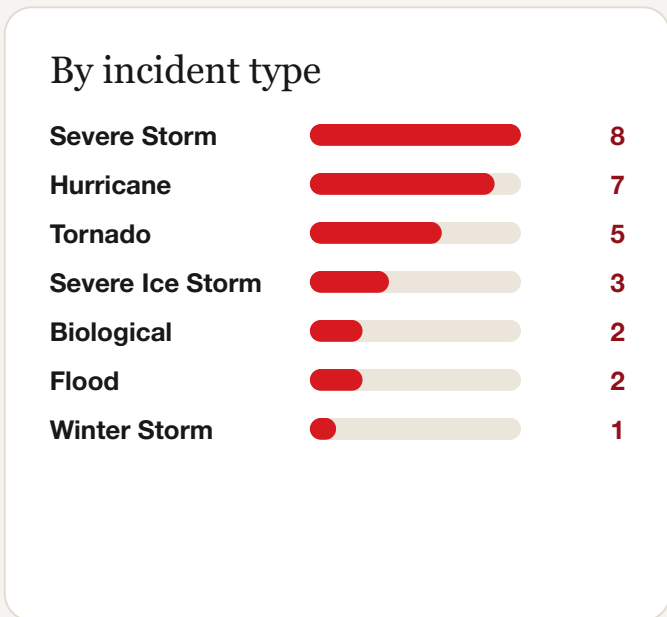 By incident type
Severe Storm 8
Hurricane 7
Tornado 5
Severe Ice Storm 3
Biological 2
Flood 2
Winter Storm 1